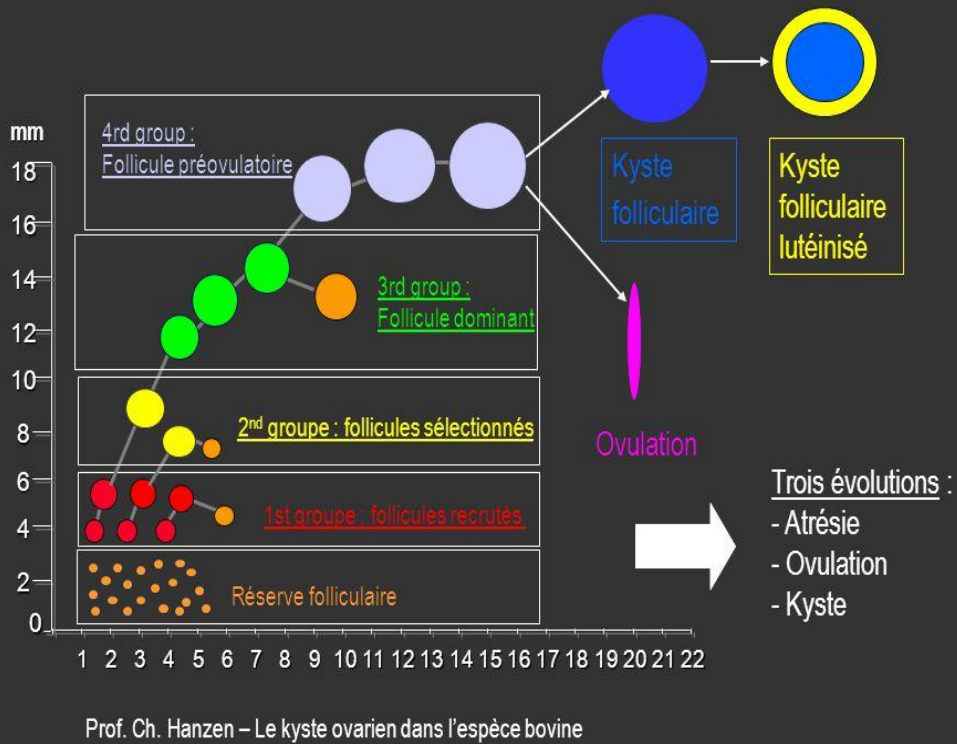 mm
18
16
14
12
10
8
6
4
2
0
4rd group :
Follicule préovulatoire
3rd group :
Follicule dominant
2nd groupe : follicules sélectionnés
1st groupe : follicules recrutés
Réserve folliculaire
Kyste
folliculaire
Kyste
folliculaire
lutéinisé
Ovulation
Trois évolutions :
- Atrésie
- Ovulation
- Kyste
1 2 3 4 5 6 7 8 9 10 11 12 13 14 15 16 17 18 19 20 21 22
Prof. Ch. Hanzen – Le kyste ovarien dans l'espèce bovine